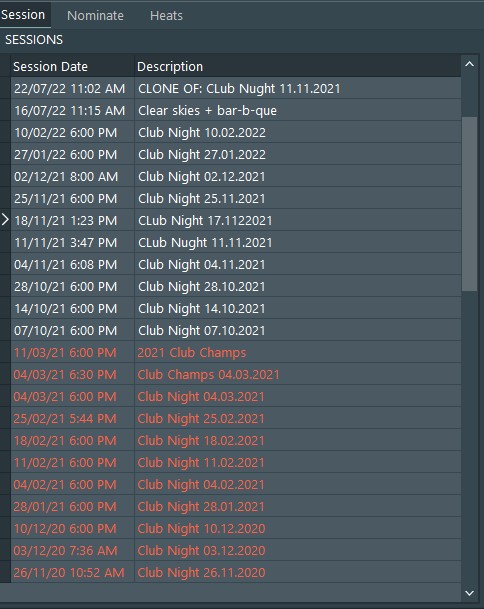 Session Nominate Heats
SESSIONS
Session Date Description
22/07/22 11:02 AM CLONE OF: CLub Nught 11.11.2021
16/07/22 11:15 AM Clear skies + bar-b-que
10/02/22 6:00 PM Club Night 10.02.2022
27/01/22 6:00 PM Club Night 27.01.2022
02/12/21 8:00 AM Club Night 02.12.2021
25/11/21 6:00 PM Club Night 25.11.2021
18/11/21 1:23 PM CLub Night 17.1122021
11/11/21 3:47 PM CLub Nught 11.11.2021
04/11/21 6:08 PM Club Night 04.11.2021
28/10/21 6:00 PM Club Night 28.10.2021
14/10/21 6:00 PM Club Night 14.10.2021
07/10/21 6:00 PM Club Night 07.10.2021
11/03/21 6:00 PM 2021 Club Champs
04/03/21 6:30 PM Club Champs 04.03.2021
04/03/21 6:00 PM Club Night 04.03.2021
25/02/21 5:44 PM Club Night 25.02.2021
18/02/21 6:00 PM Club Night 18.02.2021
11/02/21 6:00 PM Club Night 11.02.2021
04/02/21 6:00 PM Club Night 04.02.2021
28/01/21 6:00 PM Club Night 28.01.2021
10/12/20 6:00 PM Club Night 10.12.2020
03/12/20 7:36 AM Club Night 03.12.2020
26/11/20 10:52 AM Club Night 26.11.2020